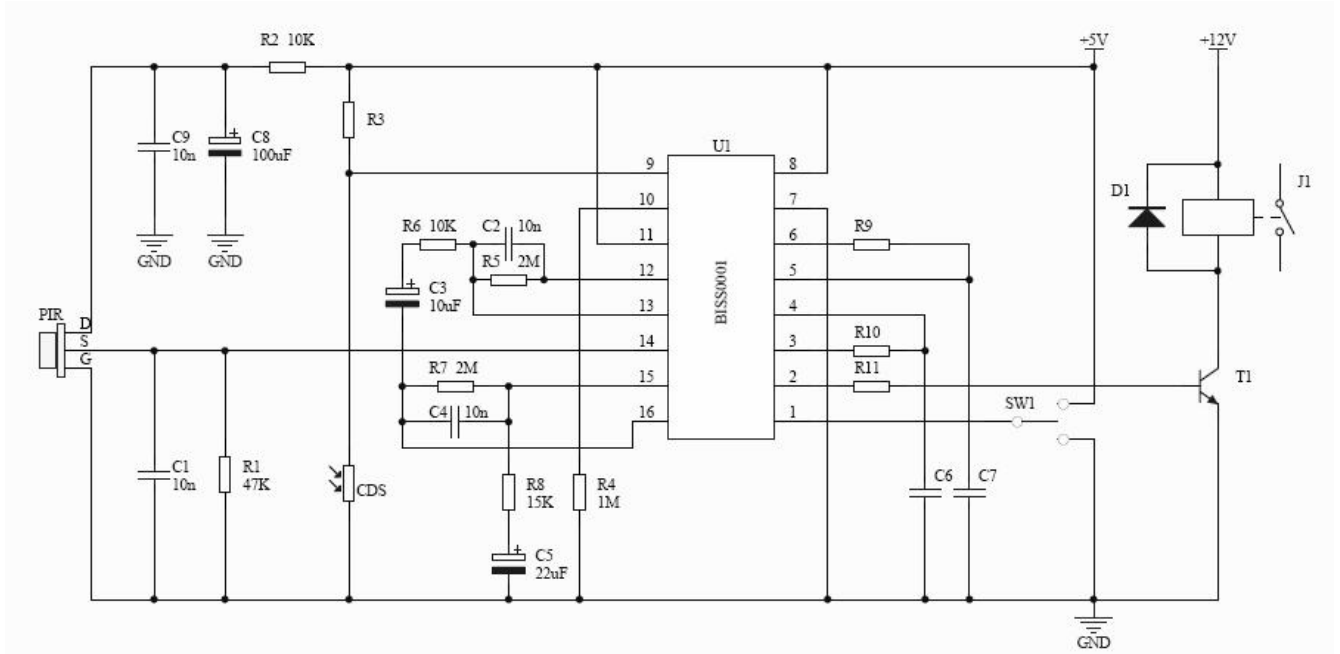 +5V
+12V
R2 10K
C9
10n
C8
100uF
R3
U1
D1
J1
9
8
10
7
R6 10K
C2
10n
R9
11
6
GND
GND
R5
2M
12
5
C3
10uF
13
4
BISS0001
PIR
D
S
G
14
3
R10
R7 2M
15
2
R11
T1
C4
10n
16
1
SW1
C1
10n
R1
47K
CDS
R8
15K
R4
1M
C6
C7
C5
22uF
GND